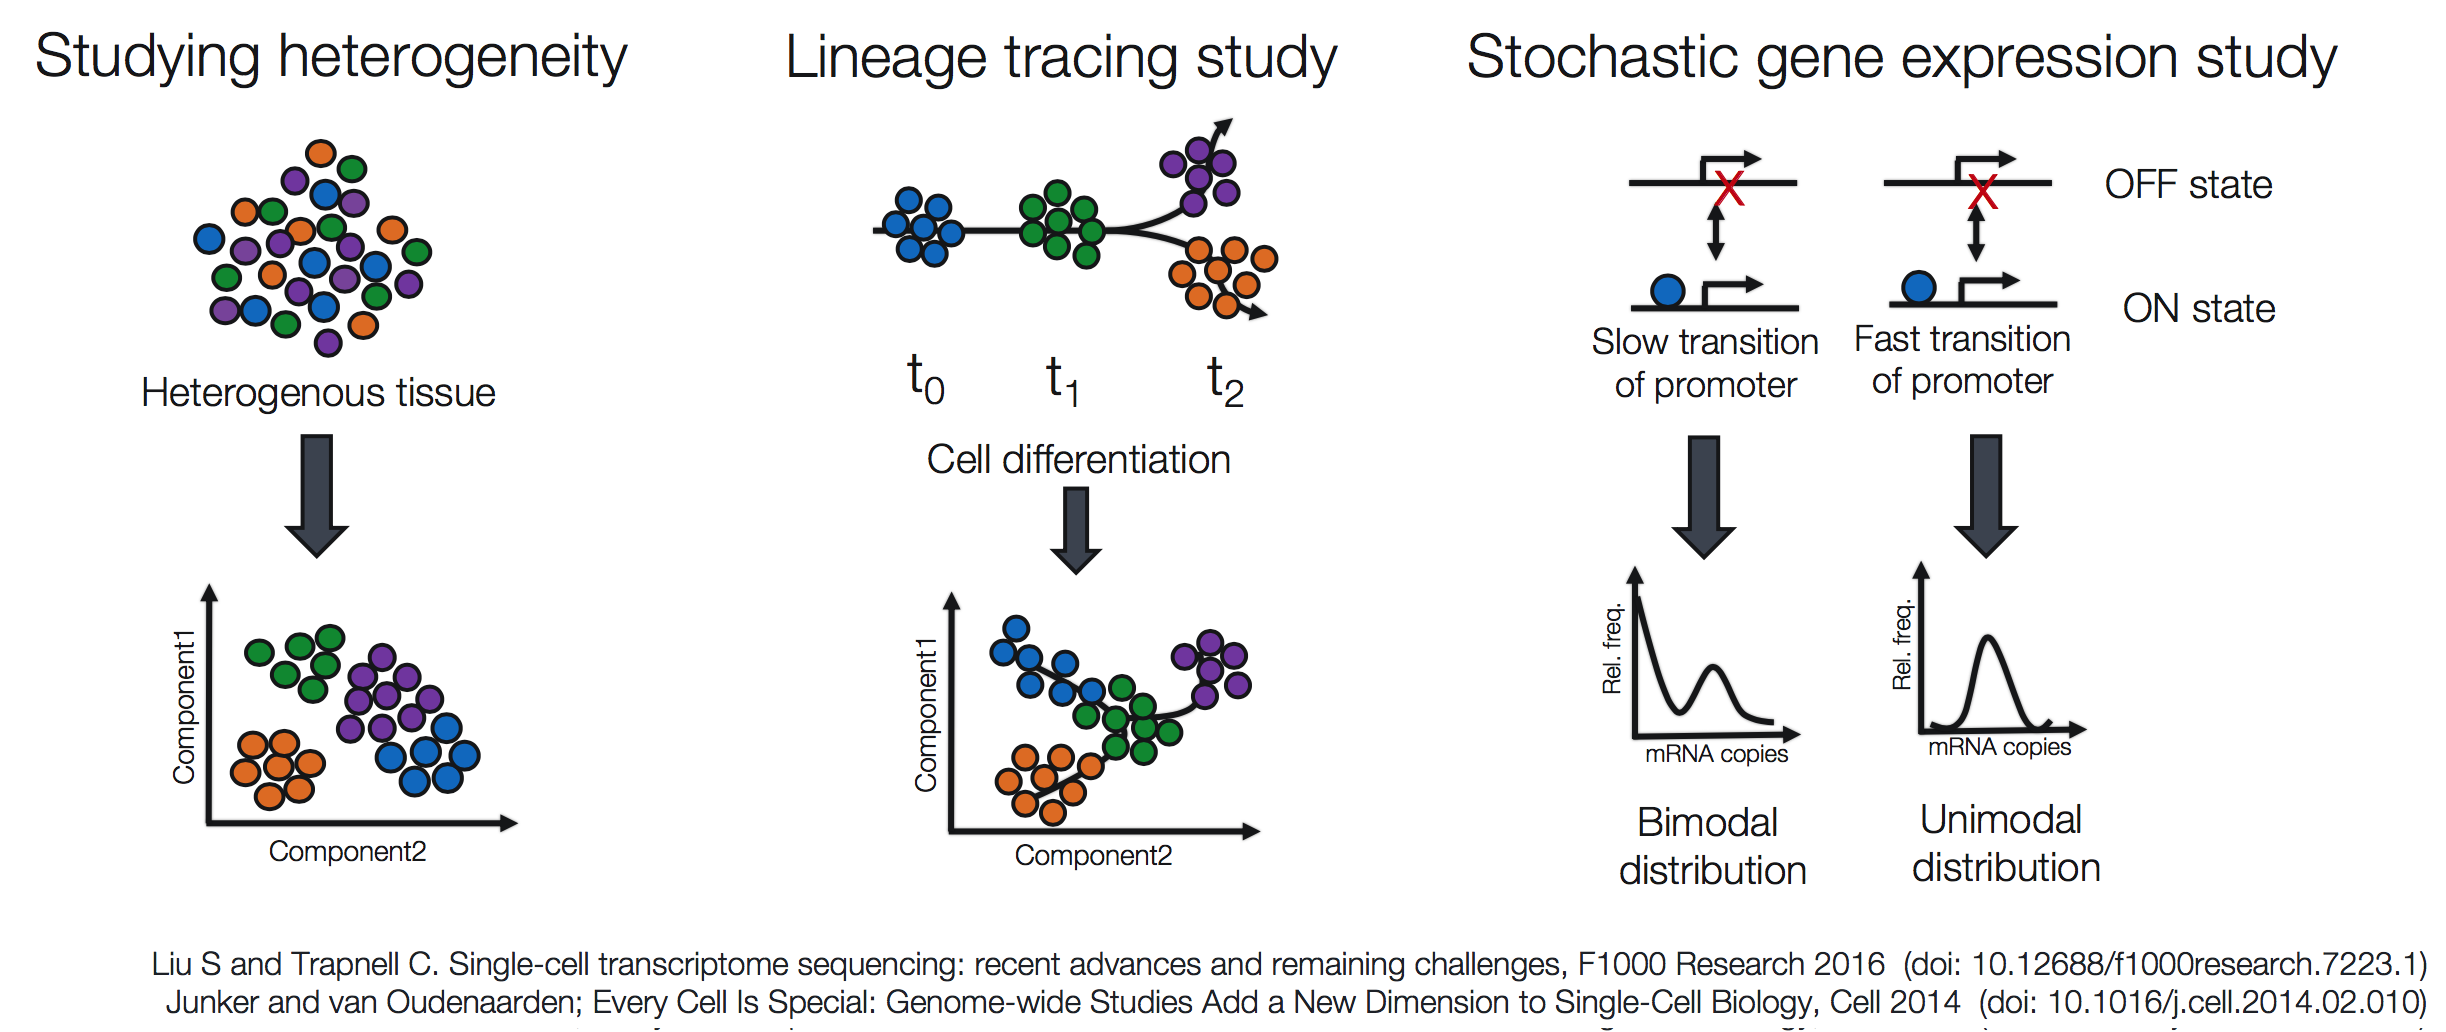 Studying heterogeneity
Heterogenous tissue
Component1
Component2
Lineage tracing study
t0 t1 t2
Cell differentiation
Component1
Component2
Stochastic gene expression study
OFF state
ON state
Slow transition
of promoter
Fast transition
of promoter
Rel. freq.
mRNA copies
Bimodal
distribution
Rel. freq.
mRNA copies
Unimodal
distribution
Liu S and Trapnell C. Single-cell transcriptome sequencing: recent advances and remaining challenges, F1000 Research 2016 (doi: 10.12688/f1000research.7223.1)
Junker and van Oudenaarden; Every Cell Is Special: Genome-wide Studies Add a New Dimension to Single-Cell Biology, Cell 2014 (doi: 10.1016/j.cell.2014.02.010)